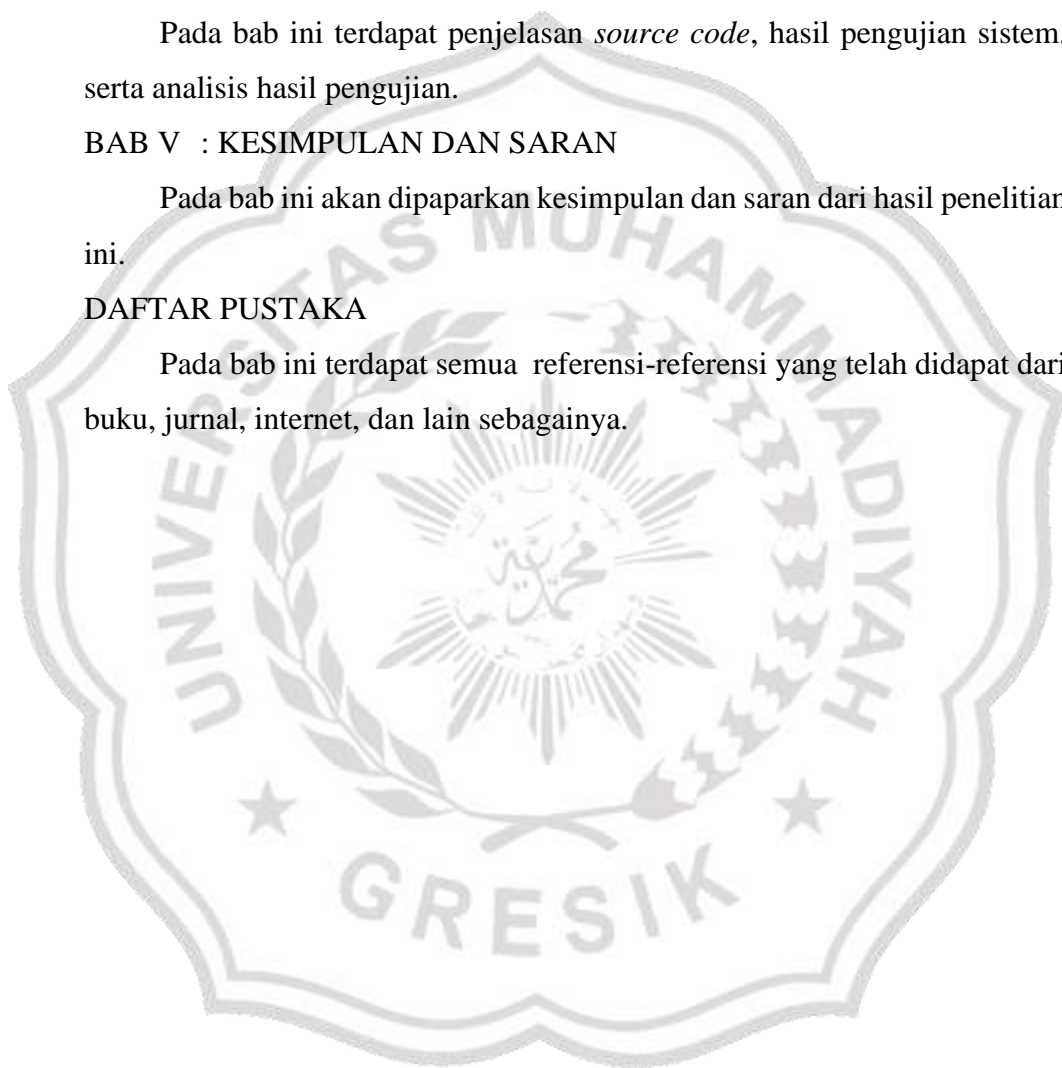 Pada bab ini terdapat penjelasan source code, hasil pengujian sistem,
serta analisis hasil pengujian.
BAB V : KESIMPULAN DAN SARAN
Pada bab ini akan dipaparkan kesimpulan dan saran dari hasil penelitian
ini.
DAFTAR PUSTAKA
Pada bab ini terdapat semua referensi-referensi yang telah didapat dari
buku, jurnal, internet, dan lain sebagainya.
UNIVERSITAS MUHAMMADIYAH
محمدية
GRESIK